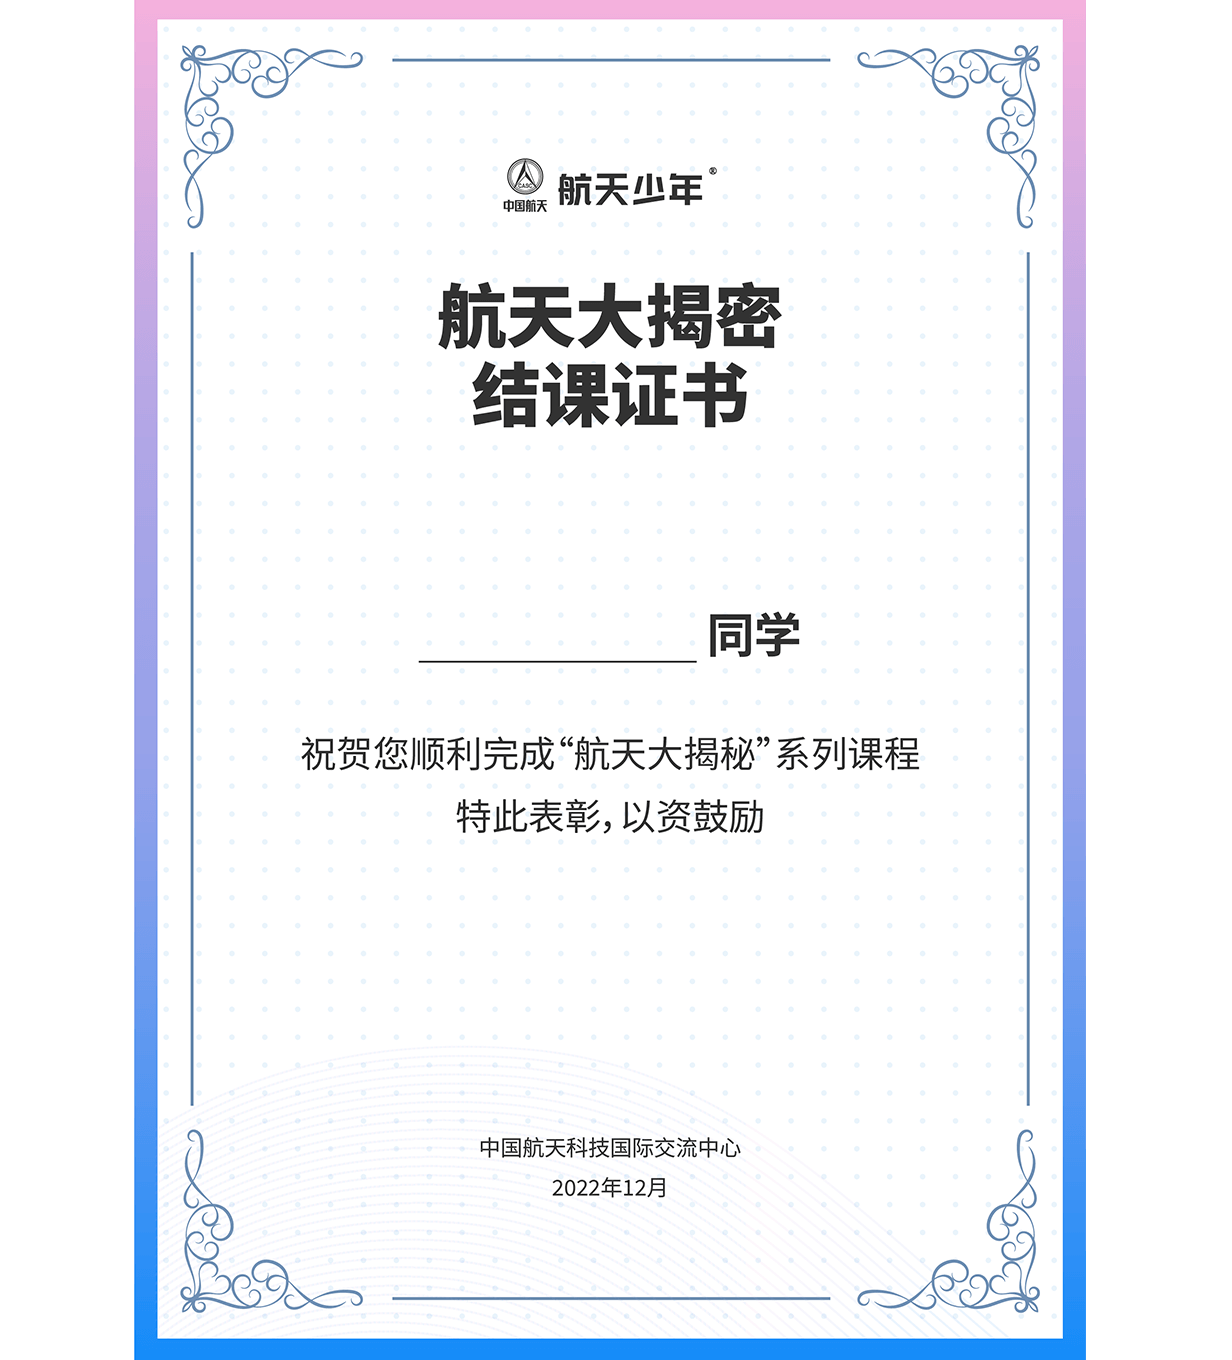 CASC
中国航天
航天少年®
航天大揭密
结课证书
同学
祝贺您顺利完成“航天大揭秘”系列课程
特此表彰，以资鼓励
中国航天科技国际交流中心
2022年12月